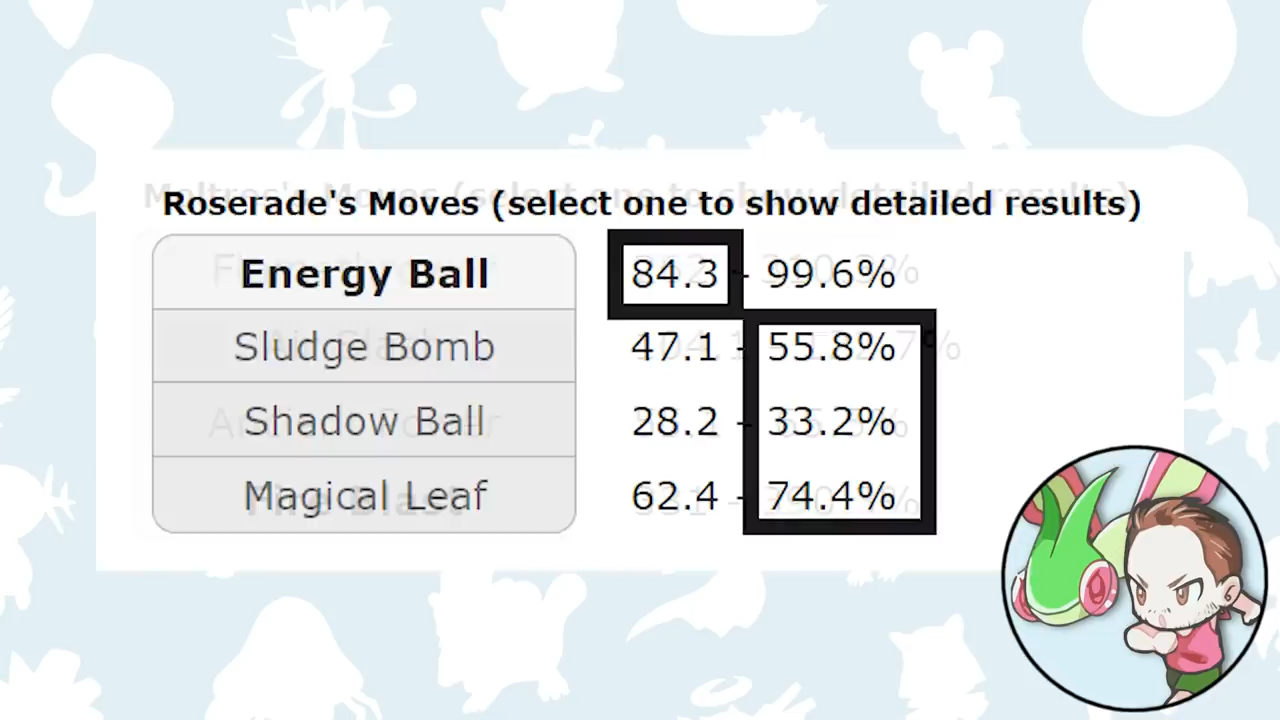 Roserade's Moves (select one to show detailed results)
Energy Ball 84.3 - 99.6%
Sludge Bomb 47.1 - 55.8%
Shadow Ball 28.2 - 33.2%
Magical Leaf 62.4 - 74.4%